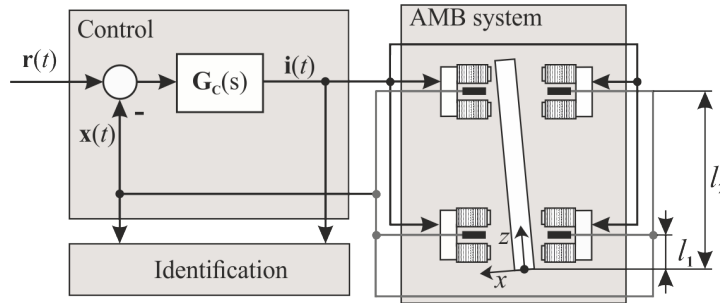 Control
AMB system
r(t)
G_c(s)
i(t)
-
x(t)
z
l_1
x
Identification